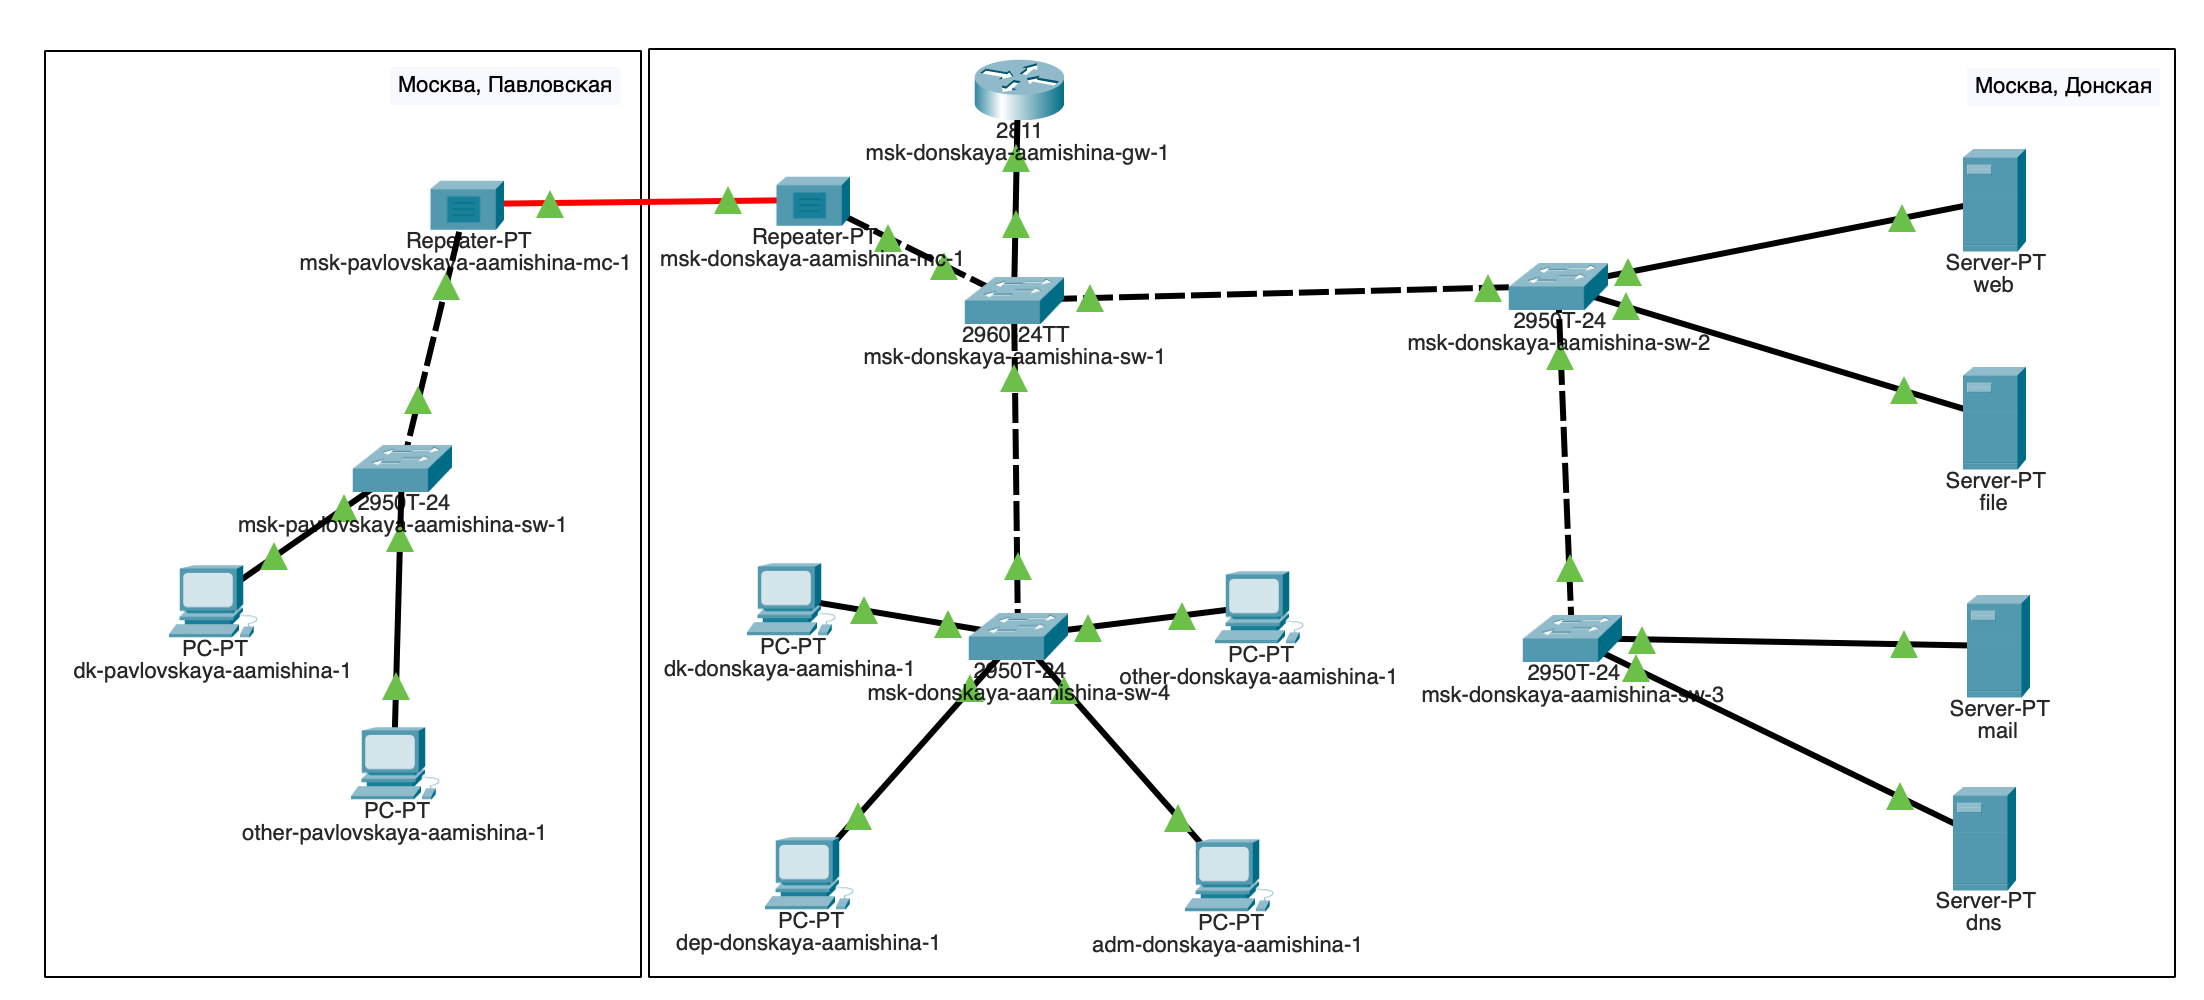 Москва, Павловская
Repeater-PT
msk-pavlovskaya-aamishina-mc-1
2950T-24
msk-pavlovskaya-aamishina-sw-1
PC-PT
dk-pavlovskaya-aamishina-1
PC-PT
other-pavlovskaya-aamishina-1
Москва, Донская
2811
msk-donskaya-aamishina-gw-1
Repeater-PT
msk-donskaya-aamishina-mc-1
2960-24TT
msk-donskaya-aamishina-sw-1
2950T-24
msk-donskaya-aamishina-sw-2
Server-PT
web
Server-PT
file
PC-PT
dk-donskaya-aamishina-1
2950T-24
msk-donskaya-aamishina-sw-4
PC-PT
other-donskaya-aamishina-1
2950T-24
msk-donskaya-aamishina-sw-3
Server-PT
mail
Server-PT
dns
PC-PT
dep-donskaya-aamishina-1
PC-PT
adm-donskaya-aamishina-1